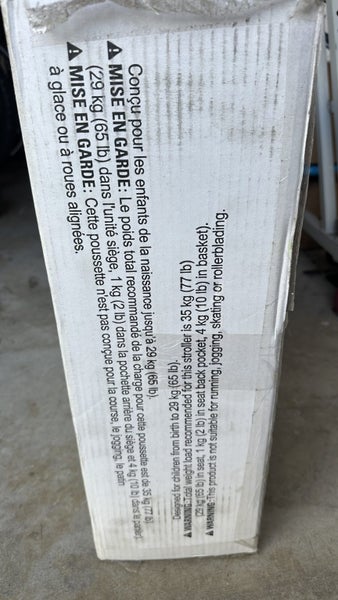 Conçu pour les enfants de la naissance jusqu'à 29 kg (65 lb).
⚠ MISE EN GARDE: Le poids total recommandé de la charge pour cette poussette est de 35 kg (77 lb)
(29 kg (65 lb) dans l'unité siège, 1 kg (2 lb) dans la pochette arrière du siège et 4 kg (10 lb) dans le panier).
⚠ MISE EN GARDE: Cette poussette n'est pas conçue pour la course, le jogging, le patin
à glace ou à roues alignées.
Designed for children from birth to 29 kg (65 lb).
⚠ WARNING: Total weight recommended for this stroller is 35 kg (77 lb)
(29 kg (65 lb) in seat, 1 kg (2 lb) in seat back pocket, 4 kg (10 lb) in basket).
⚠ WARNING: This product is not suitable for running, jogging, skating or rollerblading.